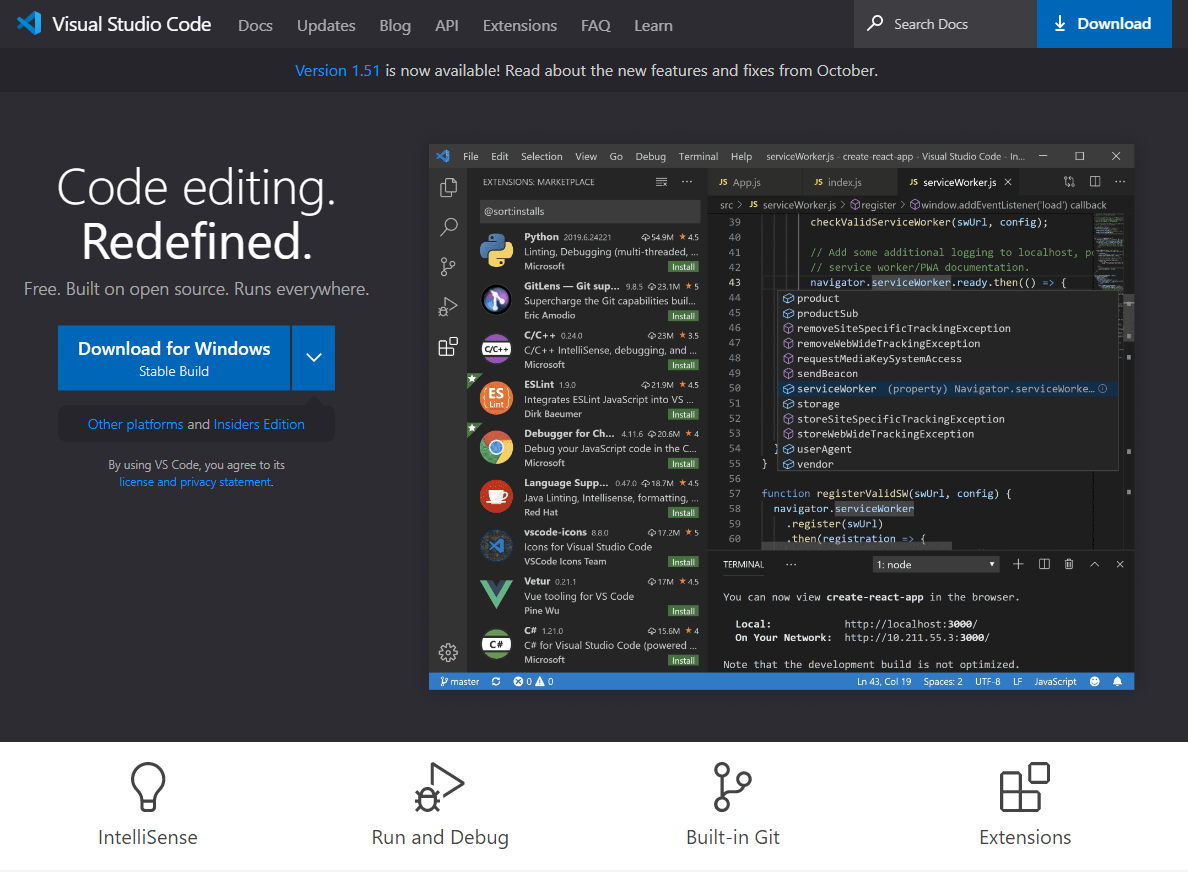 Visual Studio Code Docs Updates Blog API Extensions FAQ Learn Search Docs Download
Version 1.51 is now available! Read about the new features and fixes from October.
Code editing.
Redefined.
Free. Built on open source. Runs everywhere.
Download for Windows
Stable Build
Other platforms and Insiders Edition
By using VS Code, you agree to its
license and privacy statement.
File Edit Selection View Go Debug Terminal Help serviceWorker.js - create-react-app - Visual Studio Code - In...
EXTENSIONS: MARKETPLACE
@sort:installs
Python 2019.6.24221 54.9M 4.5
Linting, Debugging (multi-threaded, ...
Microsoft Install
GitLens — Git sup... 9.8.5 23.1M 5
Supercharge the Git capabilities buil...
Eric Amodio Install
C/C++
C/C++ 0.24.0 23M 3.5
C/C++ IntelliSense, debugging, and ...
Microsoft Install
ES
Lint
ESLint 1.9.0 21.9M 4.5
Integrates ESLint JavaScript into VS ...
Dirk Baeumer Install
Debugger for Ch... 4.11.6 20.6M 4
Debug your JavaScript code in the C...
Microsoft Install
Language Supp... 0.47.0 18.7M 4.5
Java Linting, Intellisense, formatting, ...
Red Hat Install
vscode-icons 8.8.0 17.2M 5
Icons for Visual Studio Code
VSCode Icons Team Install
Vetur 0.21.1 17M 4.5
Vue tooling for VS Code
Pine Wu Install
C#
C# 1.21.0 15.6M 4
C# for Visual Studio Code (powered ...
Microsoft Install
JS App.js JS index.js JS serviceWorker.js
src > JS serviceWorker.js > register > window.addEventListener('load') callback
39 checkValidServiceWorker(swUrl, config);
40
41 // Add some additional logging to localhost, po
42 // service worker/PWA documentation.
43 navigator.serviceWorker.ready.then(() => {
44 product
45 productSub
46 removeSiteSpecificTrackingException
47 removeWebWideTrackingException
48 requestMediaKeySystemAccess
49 sendBeacon
50 serviceWorker (property) Navigator.serviceWorke...
51 storage
52 storeSiteSpecificTrackingException
53 storeWebWideTrackingException
54 } userAgent
55 } vendor
56
57 function registerValidSW(swUrl, config) {
58 navigator.serviceWorker
59 .register(swUrl)
60 .then(registration => {
TERMINAL ... 1: node
You can now view create-react-app in the browser.
Local: http://localhost:3000/
On Your Network: http://10.211.55.3:3000/
Note that the development build is not optimized.
master 0 0 Ln 43, Col 19 Spaces: 2 UTF-8 LF JavaScript
IntelliSense
Run and Debug
Built-in Git
Extensions